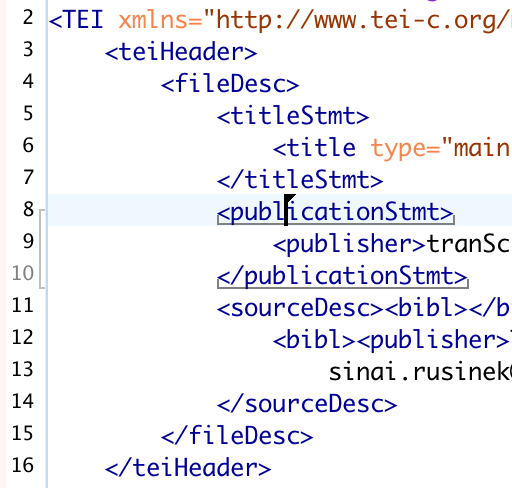 2 <TEI xmlns="http://www.tei-c.org/
3 <teiHeader>
4 <fileDesc>
5 <titleStmt>
6 <title type="main
7 </titleStmt>
8 <publicationStmt>
9 <publisher>tranSc
10 </publicationStmt>
11 <sourceDesc><bibl></b
12 <bibl><publisher>
13 sinai.rusinek
14 </sourceDesc>
15 </fileDesc>
16 </teiHeader>